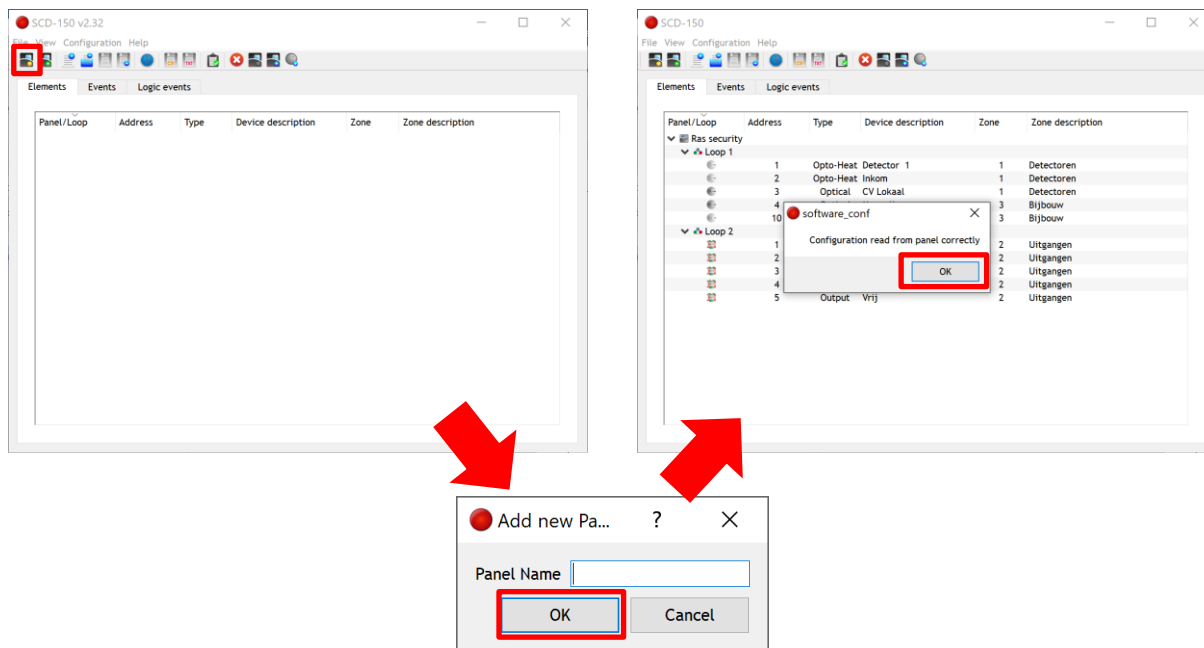 SCD-150 v2.32
File View Configuration Help
Elements Events Logic events
Panel/Loop Address Type Device description Zone Zone description
SCD-150
File View Configuration Help
Elements Events Logic events
Panel/Loop Address Type Device description Zone Zone description
Ras security
Loop 1
1 Opto-Heat Detector 1 1 Detectoren
2 Opto-Heat Inkom 1 Detectoren
3 Optical CV Lokaal 1 Detectoren
4 3 Bijbouw
10 3 Bijbouw
Loop 2
1 2 Uitgangen
2 2 Uitgangen
3 2 Uitgangen
4 2 Uitgangen
5 Output Vrij 2 Uitgangen
software_conf
Configuration read from panel correctly
OK
Add new Pa... ?
Panel Name
OK Cancel